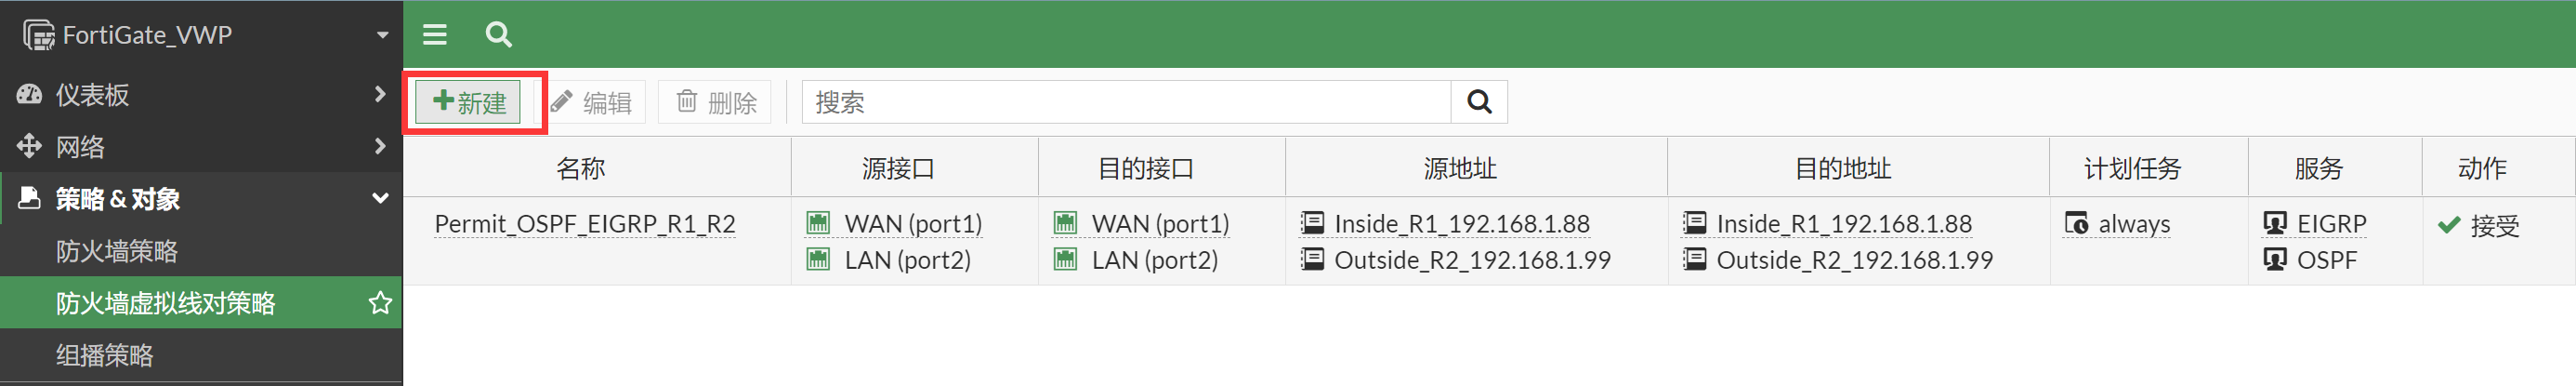 FortiGate_VWP
仪表板
网络
策略 & 对象
防火墙策略
防火墙虚拟线对策略
组播策略
新建 编辑 删除 搜索
名称 源接口 目的接口 源地址 目的地址 计划任务 服务 动作
Permit_OSPF_EIGRP_R1_R2 WAN (port1) WAN (port1) Inside_R1_192.168.1.88 Inside_R1_192.168.1.88 always EIGRP 接受
LAN (port2) LAN (port2) Outside_R2_192.168.1.99 Outside_R2_192.168.1.99 OSPF